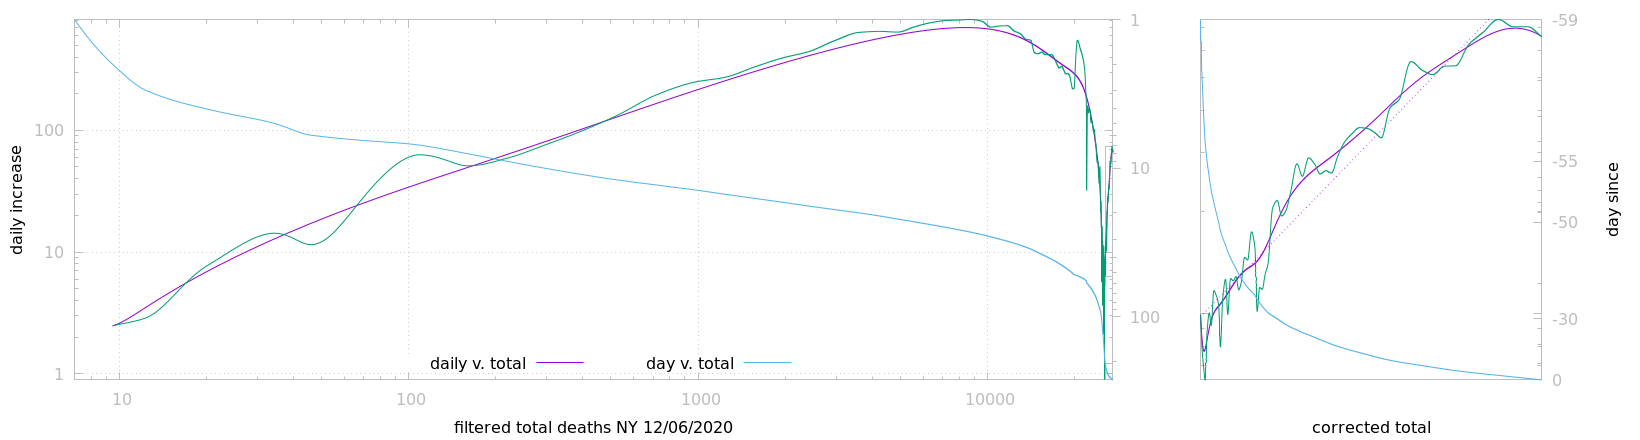 daily increase
100
10
1
10
100
1000
10000
1
10
100
daily v. total
day v. total
filtered total deaths NY 12/06/2020
-59
-55
-50
-30
0
day since
corrected total